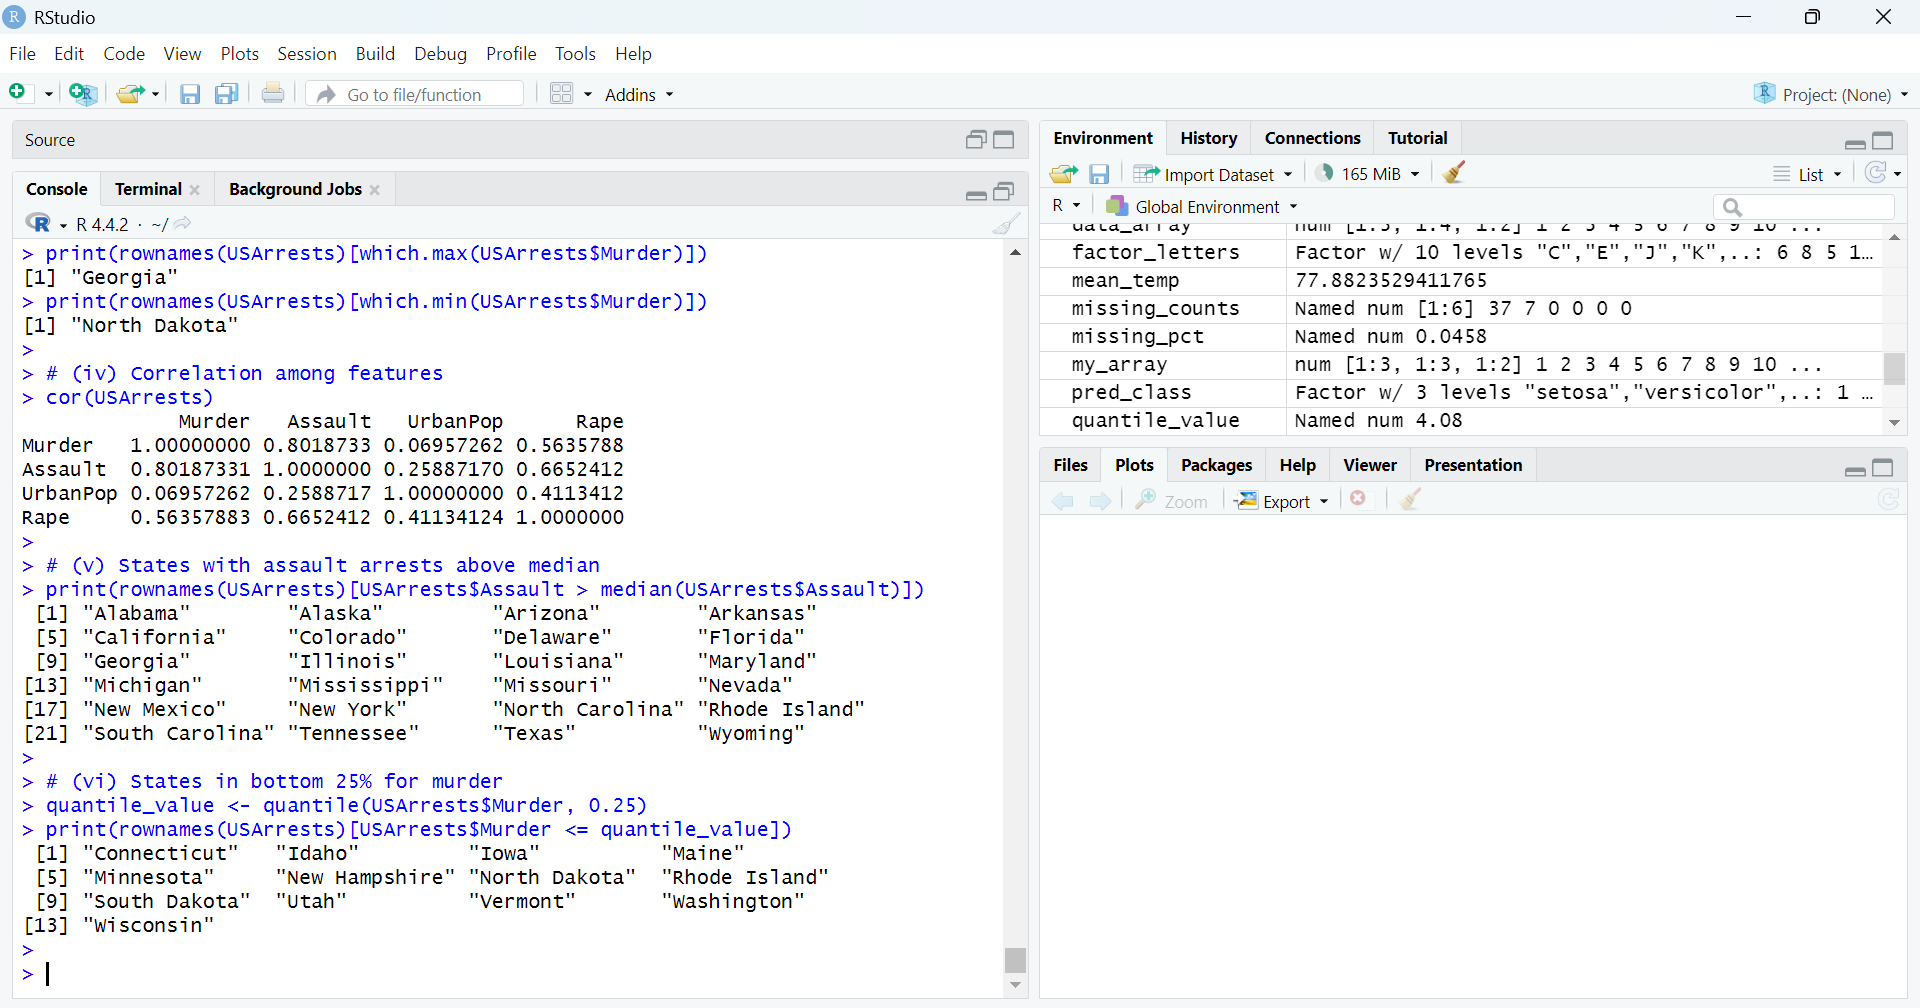 RStudio
File Edit Code View Plots Session Build Debug Profile Tools Help
Go to file/function Addins Project: (None)
Source
Console Terminal Background Jobs
R 4.4.2 · ~/
> print(rownames(USArrests)[which.max(USArrests$Murder)])
[1] "Georgia"
> print(rownames(USArrests)[which.min(USArrests$Murder)])
[1] "North Dakota"
>
> # (iv) Correlation among features
> cor(USArrests)
             Murder   Assault   UrbanPop      Rape
Murder   1.00000000 0.8018733 0.06957262 0.5635788
Assault  0.80187331 1.0000000 0.25887170 0.6652412
UrbanPop 0.06957262 0.2588717 1.00000000 0.4113412
Rape     0.56357883 0.6652412 0.41134124 1.0000000
>
> # (v) States with assault arrests above median
> print(rownames(USArrests)[USArrests$Assault > median(USArrests$Assault)])
 [1] "Alabama"        "Alaska"         "Arizona"        "Arkansas"
 [5] "California"     "Colorado"       "Delaware"       "Florida"
 [9] "Georgia"        "Illinois"       "Louisiana"      "Maryland"
[13] "Michigan"       "Mississippi"    "Missouri"       "Nevada"
[17] "New Mexico"     "New York"       "North Carolina" "Rhode Island"
[21] "South Carolina" "Tennessee"      "Texas"          "Wyoming"
>
> # (vi) States in bottom 25% for murder
> quantile_value <- quantile(USArrests$Murder, 0.25)
> print(rownames(USArrests)[USArrests$Murder <= quantile_value])
 [1] "Connecticut"   "Idaho"         "Iowa"          "Maine"
 [5] "Minnesota"     "New Hampshire" "North Dakota"  "Rhode Island"
 [9] "South Dakota"  "Utah"          "Vermont"       "Washington"
[13] "Wisconsin"
>
>
Environment History Connections Tutorial
Import Dataset 165 MiB List
R Global Environment
data_array num [1:3, 1:4, 1:2] 1 2 3 4 5 6 7 8 9 10 ...
factor_letters Factor w/ 10 levels "C","E","J","K",..: 6 8 5 1…
mean_temp 77.8823529411765
missing_counts Named num [1:6] 37 7 0 0 0 0
missing_pct Named num 0.0458
my_array num [1:3, 1:3, 1:2] 1 2 3 4 5 6 7 8 9 10 ...
pred_class Factor w/ 3 levels "setosa","versicolor",..: 1 …
quantile_value Named num 4.08
Files Plots Packages Help Viewer Presentation
Zoom Export